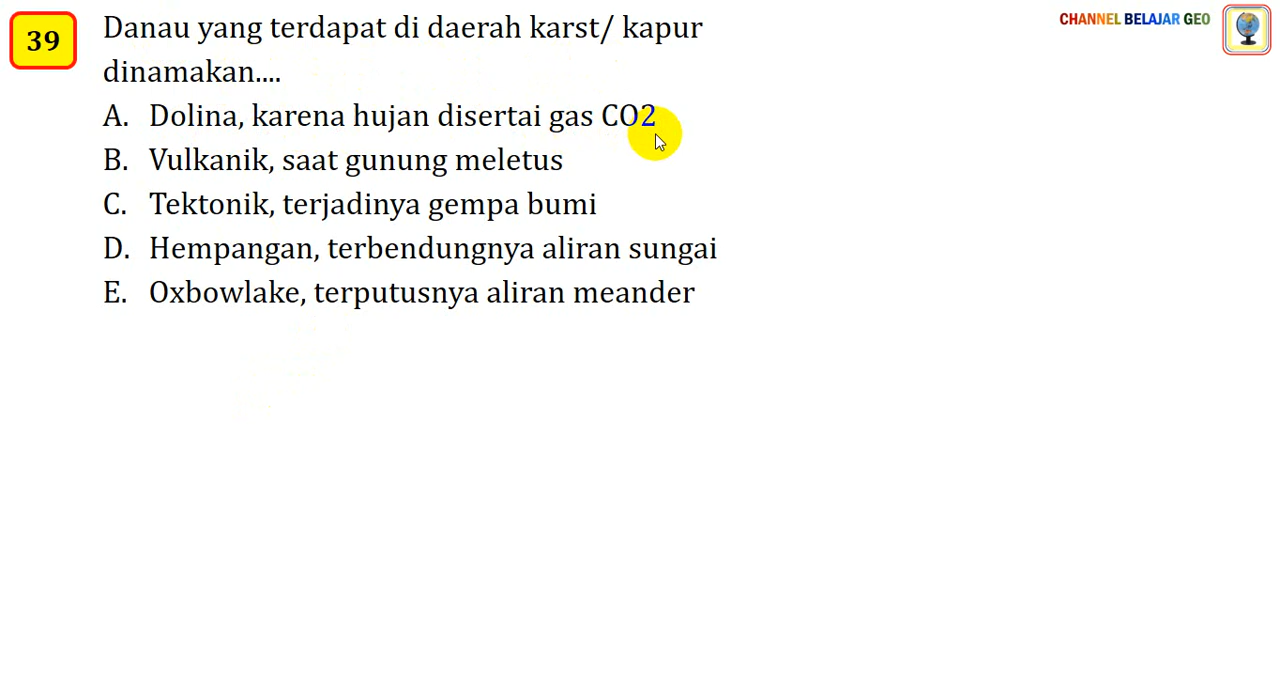 39
Danau yang terdapat di daerah karst/ kapur
dinamakan....
A. Dolina, karena hujan disertai gas CO2
B. Vulkanik, saat gunung meletus
C. Tektonik, terjadinya gempa bumi
D. Hempangan, terbendungnya aliran sungai
E. Oxbowlake, terputusnya aliran meander
CHANNEL BELAJAR GEO